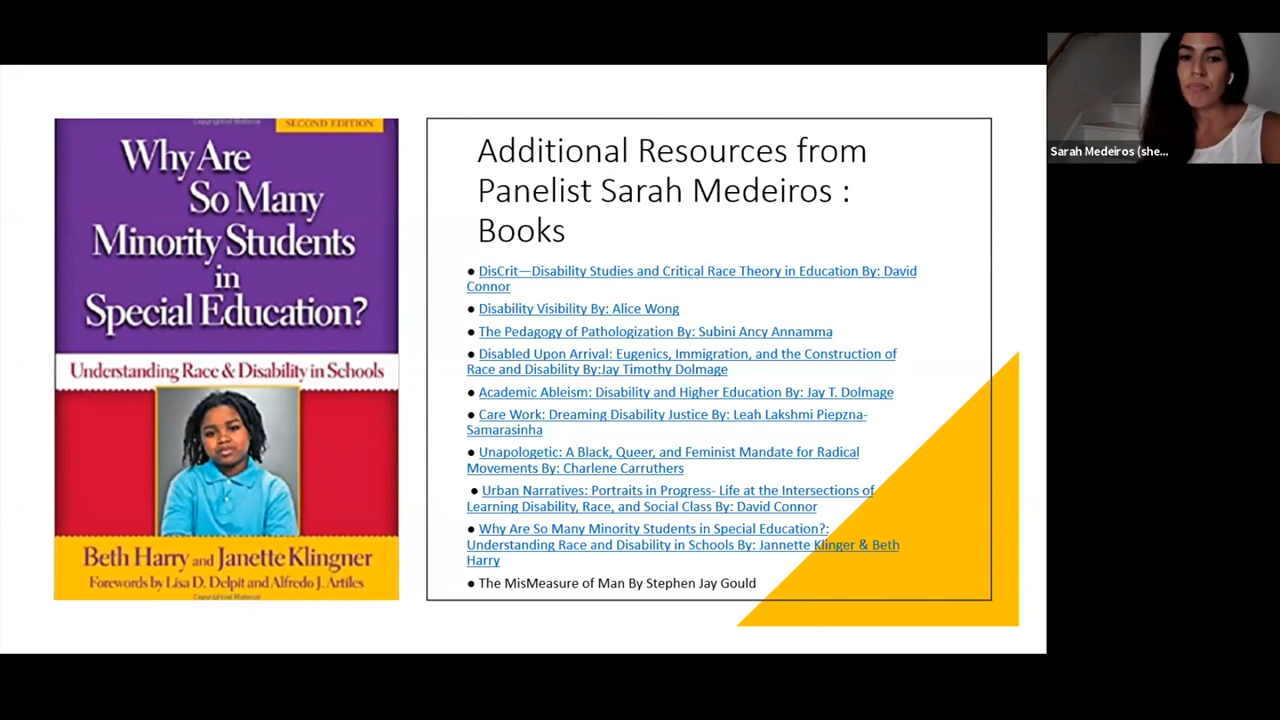 Copyrighted Material
SECOND EDITION
Why Are
So Many
Minority Students
in
Special Education?
Understanding Race & Disability in Schools
Beth Harry and Janette Klingner
Forewords by Lisa D. Delpit and Alfredo J. Artiles
Copyrighted Material
Additional Resources from
Panelist Sarah Medeiros :
Books
● DisCrit—Disability Studies and Critical Race Theory in Education By: David
Connor
● Disability Visibility By: Alice Wong
● The Pedagogy of Pathologization By: Subini Ancy Annamma
● Disabled Upon Arrival: Eugenics, Immigration, and the Construction of
Race and Disability By:Jay Timothy Dolmage
● Academic Ableism: Disability and Higher Education By: Jay T. Dolmage
● Care Work: Dreaming Disability Justice By: Leah Lakshmi Piepzna-
Samarasinha
● Unapologetic: A Black, Queer, and Feminist Mandate for Radical
Movements By: Charlene Carruthers
● Urban Narratives: Portraits in Progress- Life at the Intersections of
Learning Disability, Race, and Social Class By: David Connor
● Why Are So Many Minority Students in Special Education?:
Understanding Race and Disability in Schools By: Jannette Klinger & Beth
Harry
● The MisMeasure of Man By Stephen Jay Gould
Sarah Medeiros (she...